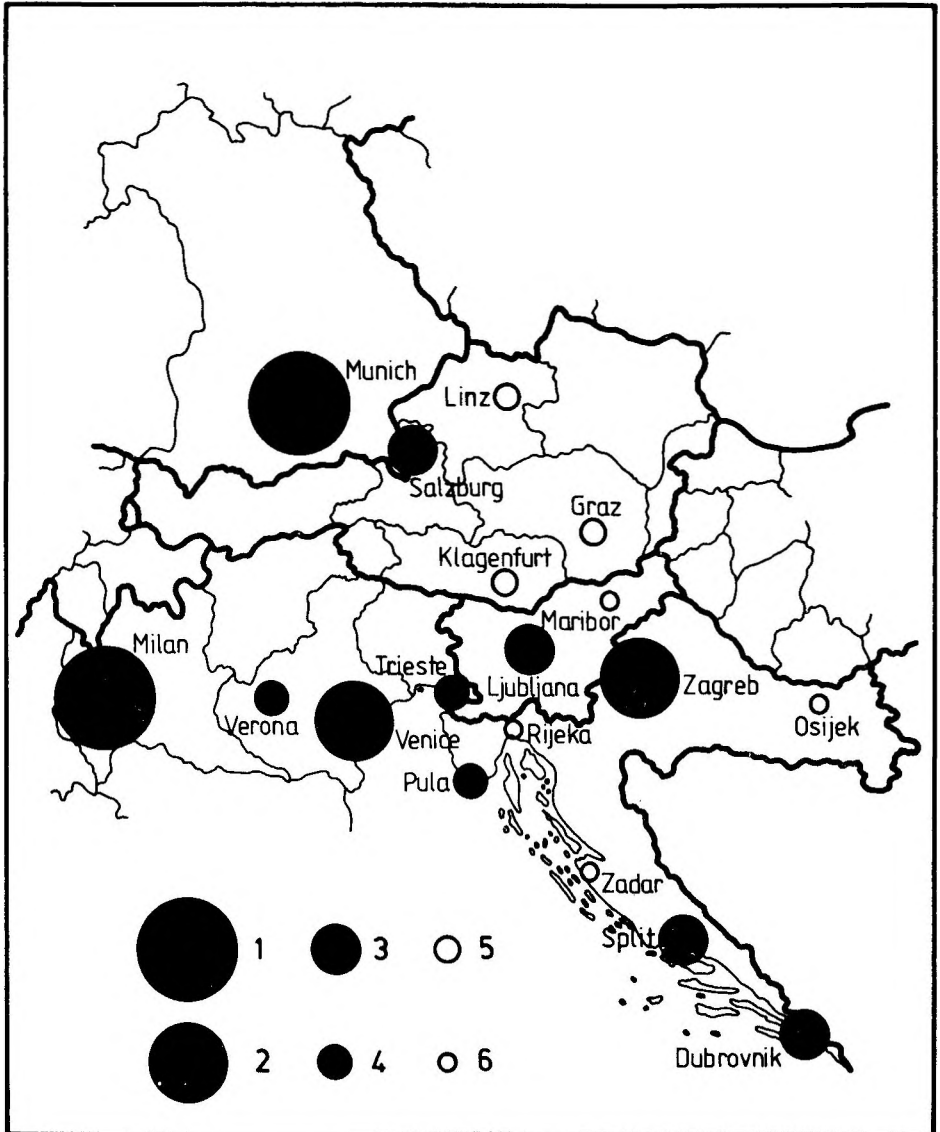 Munich
Linz
Salzburg
Graz
Klagenfurt
Maribor
Milan
Trieste
Ljubljana
Zagreb
Verona
Venice
Rijeka
Osijek
Pula
Zadar
Split
1 3 5
2 4 6
Dubrovnik